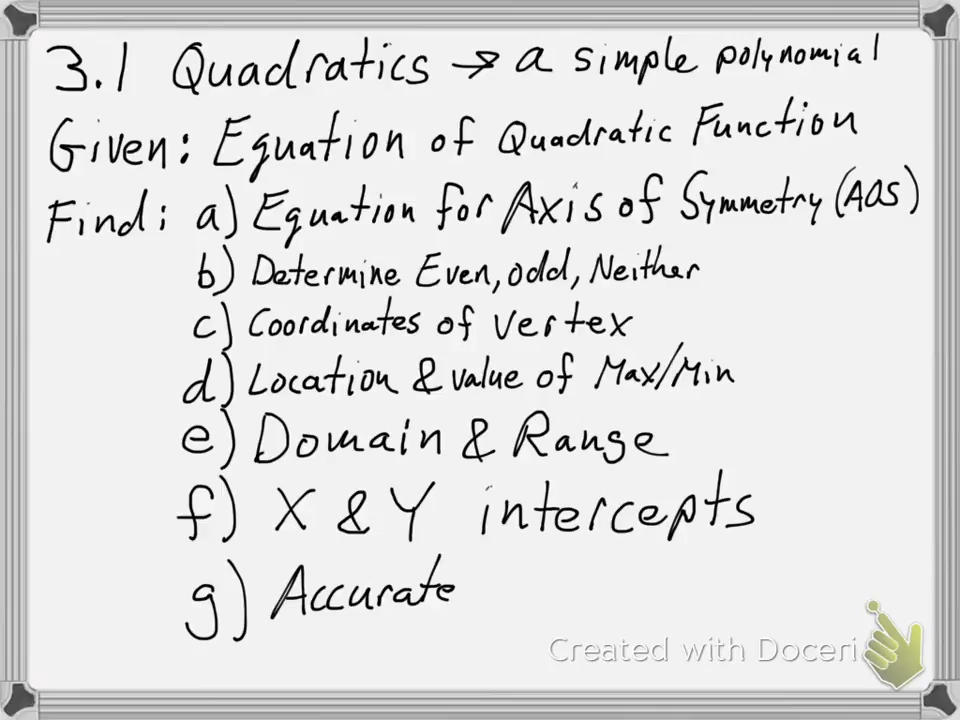 3.1 Quadratics → a simple polynomial
Given: Equation of Quadratic Function
Find: a) Equation for Axis of Symmetry (AOS)
b) Determine Even, odd, Neither
c) Coordinates of vertex
d) Location & value of Max/Min
e) Domain & Range
f) X & Y intercepts
g) Accurate
Created with Doceri